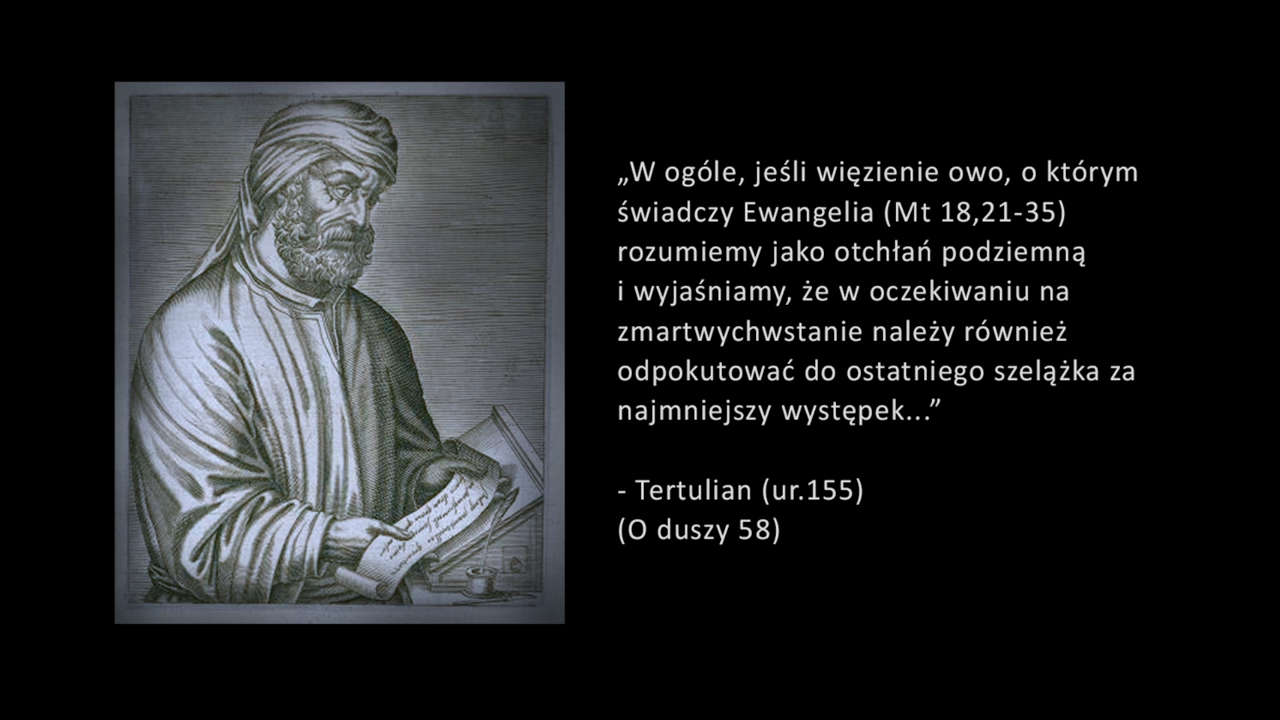 „W ogóle, jeśli więzienie owo, o którym
świadczy Ewangelia (Mt 18,21-35)
rozumiemy jako otchłań podziemną
i wyjaśniamy, że w oczekiwaniu na
zmartwychwstanie należy również
odpokutować do ostatniego szelążka za
najmniejszy występek...”
- Tertulian (ur.155)
(O duszy 58)